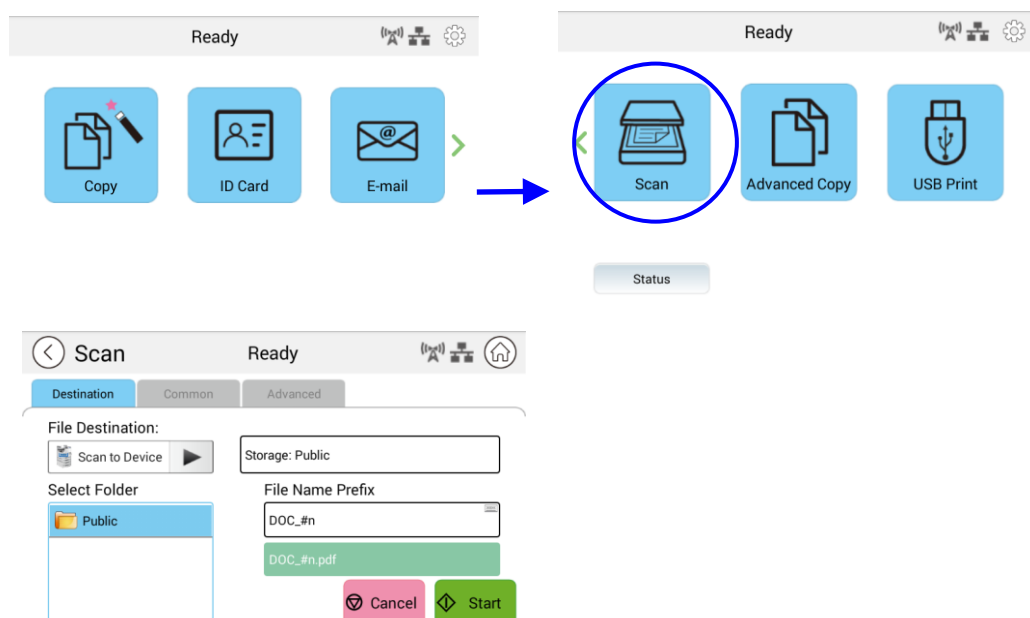 Ready
Copy
ID Card
@
E-mail
Ready
Scan
Advanced Copy
USB Print
Status
Scan
Ready
Destination
Common
Advanced
File Destination:
Scan to Device
Storage: Public
Select Folder
File Name Prefix
Public
DOC_#n
DOC_#n.pdf
Cancel
Start